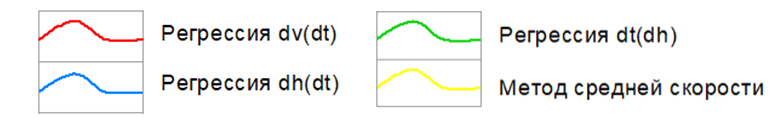 Регрессия dv(dt)
Регрессия dh(dt)
Регрессия dt(dh)
Метод средней скорости